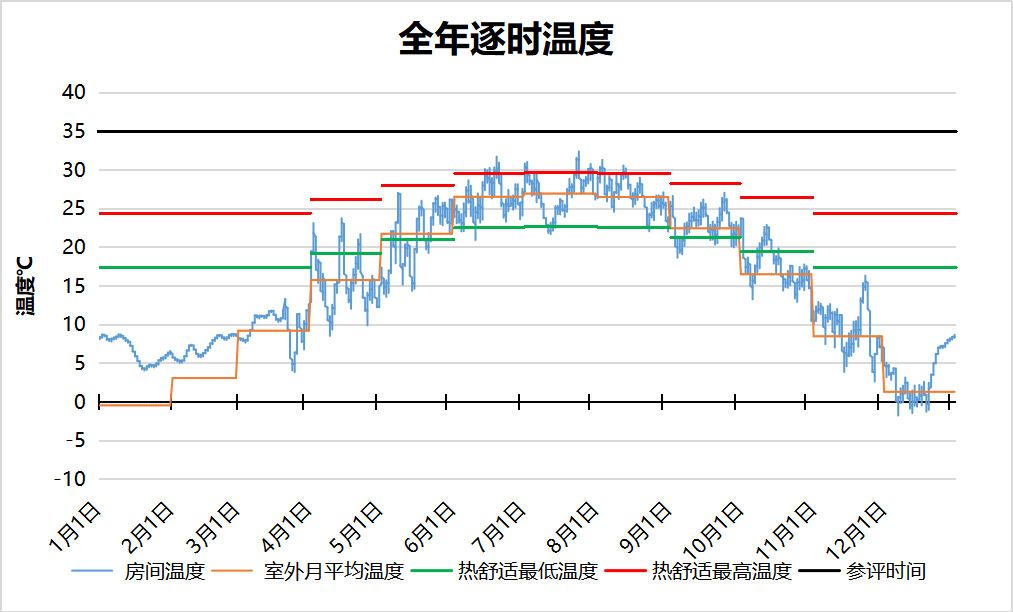 全年逐时温度
温度℃
40
35
30
25
20
15
10
5
0
-5
-10
1月1日
2月1日
3月1日
4月1日
5月1日
6月1日
7月1日
8月1日
9月1日
10月1日
11月1日
12月1日
房间温度 室外月平均温度 热舒适最低温度 热舒适最高温度 参评时间